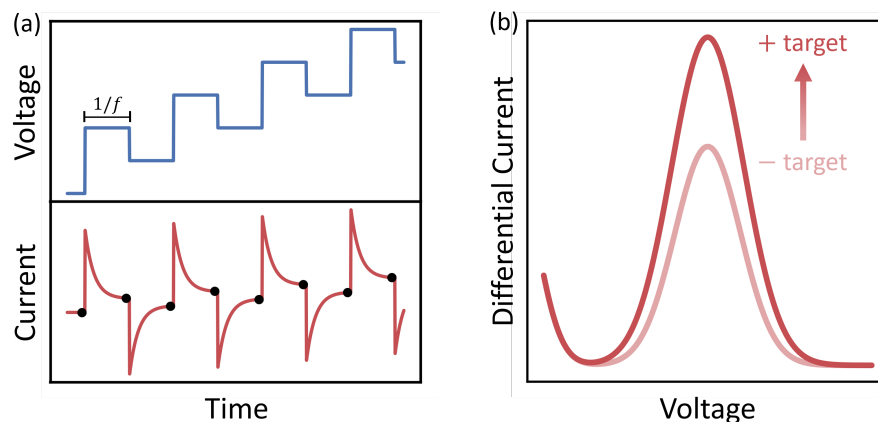 (a)
Voltage
1/f
Current
Time
(b)
Differential Current
+ target
− target
Voltage